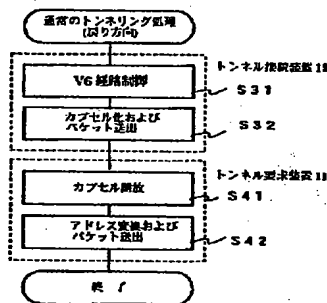 通常のトンネリング処理
(戻り方向)
V6 経路制御
トンネル接続装置
S31
カプセル化および
パケット送出
S32
カプセル開放
トンネル要求装置
S41
アドレス変換および
パケット送出
S42
終了